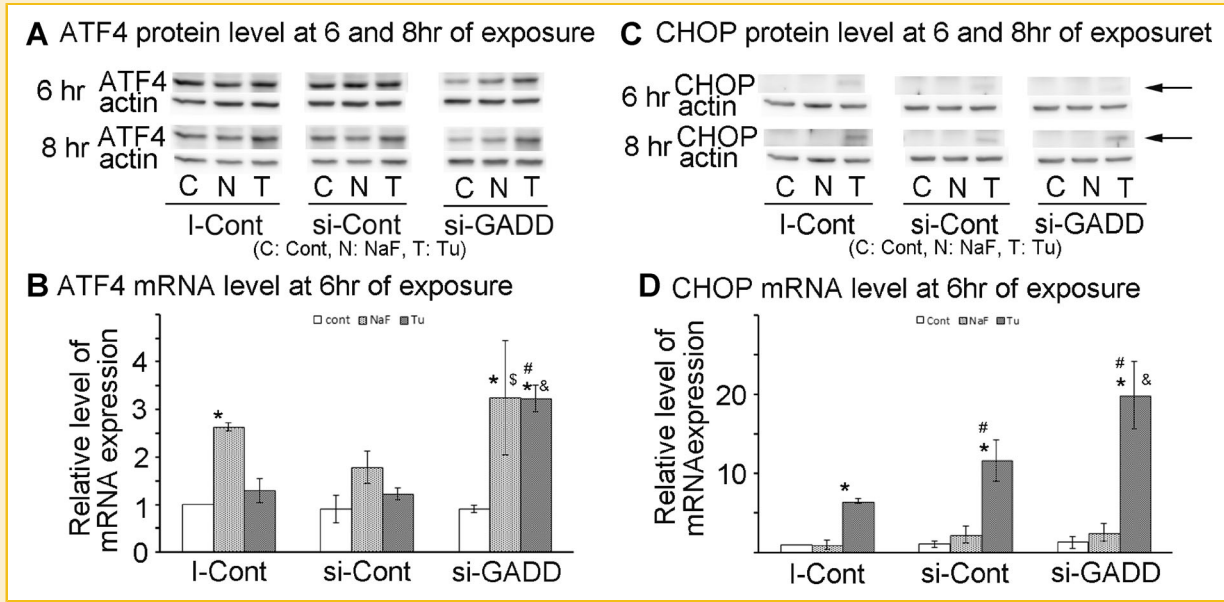 A ATF4 protein level at 6 and 8hr of exposure
6 hr ATF4
actin
8 hr ATF4
actin
C N T C N T C N T
I-Cont si-Cont si-GADD
(C: Cont, N: NaF, T: Tu)
B ATF4 mRNA level at 6hr of exposure
cont NaF Tu
Relative level of
mRNA expression
4
3
2
1
0
*
* $
#
* &
I-Cont si-Cont si-GADD
C CHOP protein level at 6 and 8hr of exposuret
6 hr CHOP
actin
8 hr CHOP
actin
C N T C N T C N T
I-Cont si-Cont si-GADD
(C: Cont, N: NaF, T: Tu)
D CHOP mRNA level at 6hr of exposure
Cont NaF Tu
Relative level of
mRNAexpression
20
10
*
#
*
#
* &
I-Cont si-Cont si-GADD